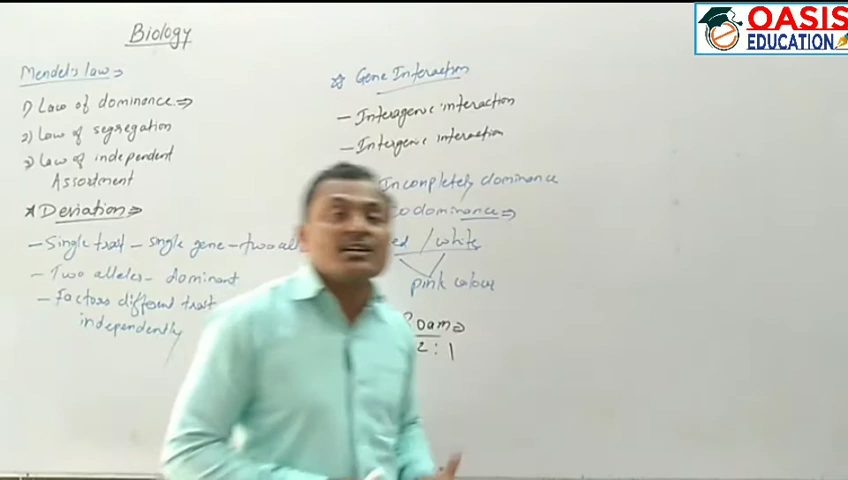 OASIS
EDUCATION
Biology
Mendel's law
1) Law of dominance
2) Law of segregation
3) Law of independent
Assortment
Deviation
- Single trait - single gene - two all
- Two alleles - dominant
- Factors different trait
independently
Gene Interaction
- Interagenic interaction
- Intergenic interaction
Incompletely dominance
codominance
ed / white
pink colour
Roam
2 : 1